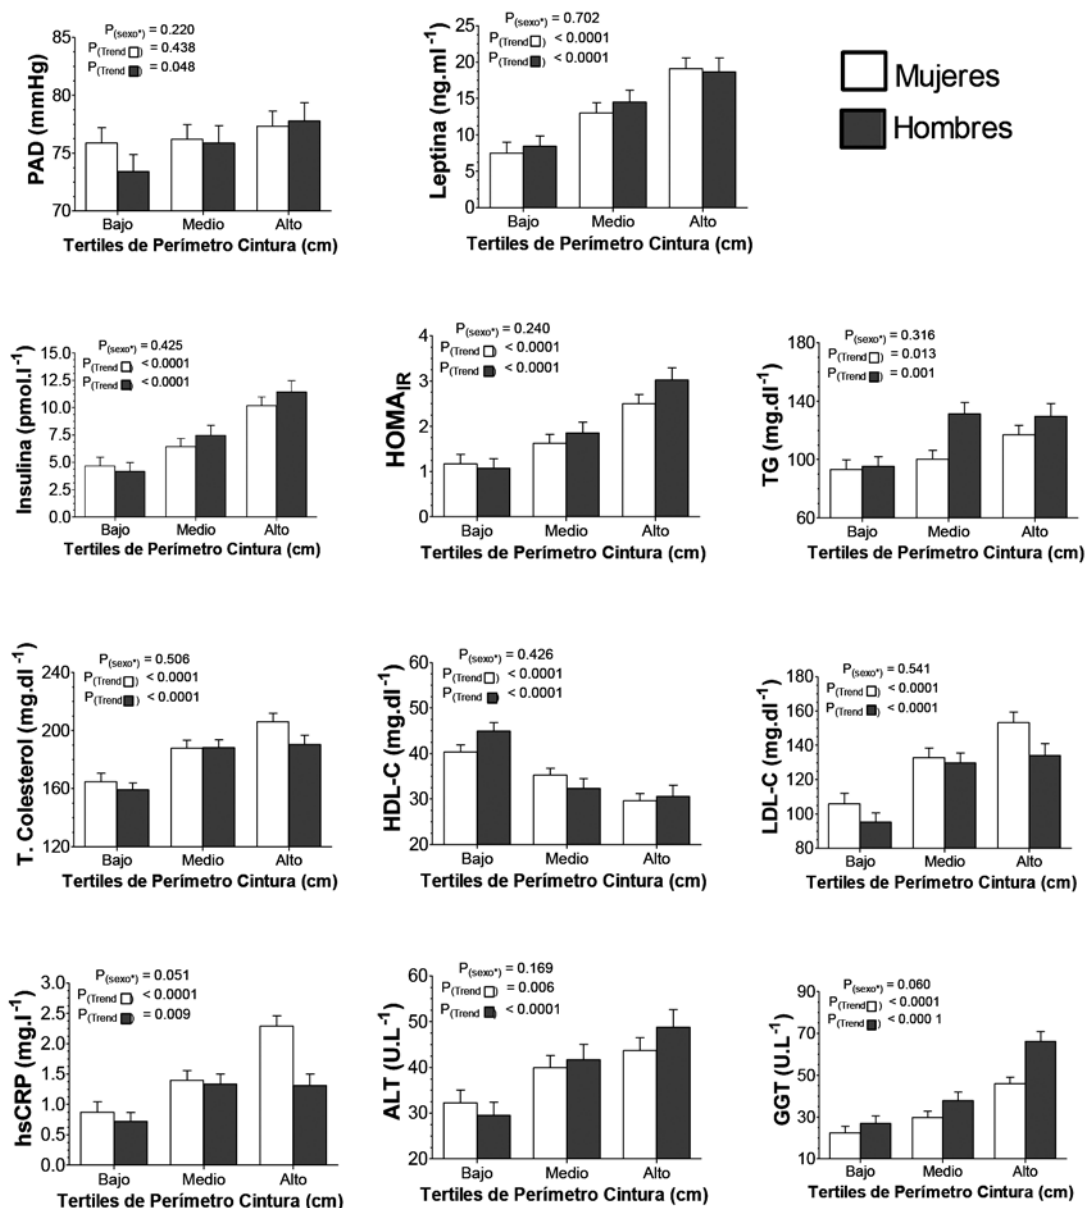 P(sexo*) = 0.220
P(Trend □) = 0.438
P(Trend ■) = 0.048
PAD (mmHg)
85
80
75
70
Bajo Medio Alto
Tertiles de Perímetro Cintura (cm)
P(sexo*) = 0.702
P(Trend□) < 0.0001
P(Trend■) < 0.0001
Leptina (ng.ml⁻¹)
25
20
15
10
5
0
Bajo Medio Alto
Tertiles de Perímetro Cintura (cm)
Mujeres
Hombres
P(sexo*) = 0.425
P(Trend□) < 0.0001
P(Trend■) < 0.0001
Insulina (pmol.l⁻¹)
15.0
12.5
10.0
7.5
5.0
2.5
0.0
Bajo Medio Alto
Tertiles de Perímetro Cintura (cm)
P(sexo*) = 0.240
P(Trend□) < 0.0001
P(Trend■) < 0.0001
HOMAIR
4
3
2
1
0
Bajo Medio Alto
Tertiles de Perímetro Cintura (cm)
P(sexo*) = 0.316
P(Trend□) = 0.013
P(Trend■) = 0.001
TG (mg.dl⁻¹)
180
140
100
60
Bajo Medio Alto
Tertiles de Perímetro Cintura (cm)
P(sexo*) = 0.506
P(Trend□) < 0.0001
P(Trend■) < 0.0001
T. Colesterol (mg.dl⁻¹)
240
200
160
120
Bajo Medio Alto
Tertiles de Perímetro Cintura (cm)
P(sexo*) = 0.426
P(Trend□) < 0.0001
P(Trend ■) < 0.0001
HDL-C (mg.dl⁻¹)
60
50
40
30
20
Bajo Medio Alto
Tertiles de Perímetro Cintura (cm)
P(sexo*) = 0.541
P(Trend□) < 0.0001
P(Trend■) < 0.0001
LDL-C (mg.dl⁻¹)
180
160
140
120
100
80
Bajo Medio Alto
Tertiles de Perímetro Cintura (cm)
P(sexo*) = 0.051
P(Trend □) < 0.0001
P(Trend■) = 0.009
hsCRP (mg.l⁻¹)
3.0
2.5
2.0
1.5
1.0
0.5
0.0
Bajo Medio Alto
Tertiles de Perímetro Cintura (cm)
P(sexo*) = 0.169
P(Trend□) = 0.006
P(Trend■) < 0.0001
ALT (U.L⁻¹)
60
50
40
30
20
Bajo Medio Alto
Tertiles de Perímetro Cintura (cm)
P(sexo*) = 0.060
P(Trend□) < 0.0001
P(Trend■) < 0.000 1
GGT (U.L⁻¹)
90
70
50
30
10
Bajo Medio Alto
Tertiles de Perímetro Cintura (cm)